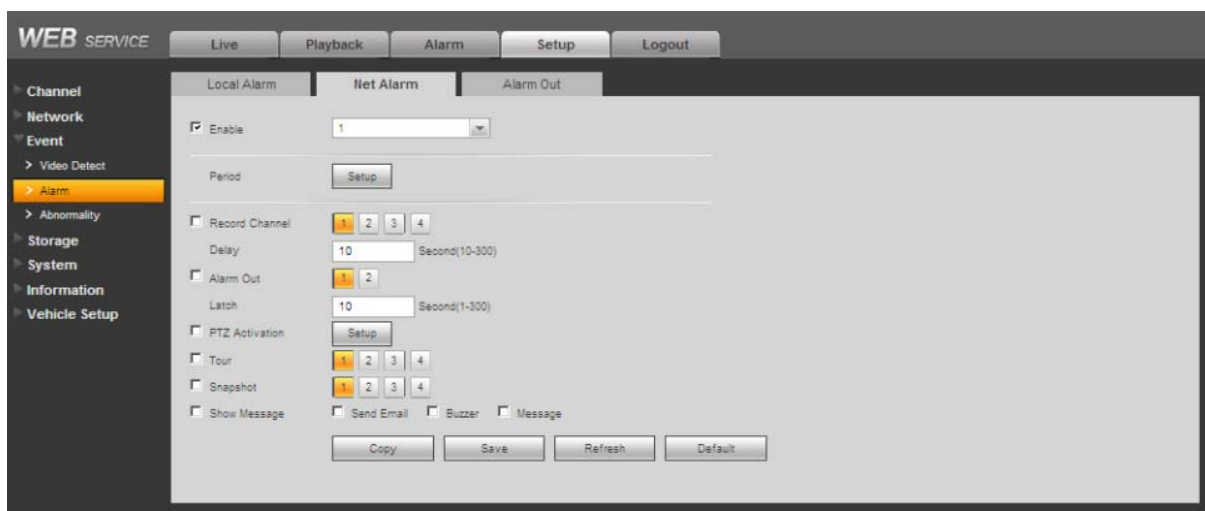 WEB SERVICE
Live Playback Alarm Setup Logout
Channel
Network
Event
> Video Detect
> Alarm
> Abnormality
Storage
System
Information
Vehicle Setup
Local Alarm Net Alarm Alarm Out
Enable 1
Period Setup
Record Channel 1 2 3 4
Delay 10 Second(10-300)
Alarm Out 1 2
Latch 10 Second(1-300)
PTZ Activation Setup
Tour 1 2 3 4
Snapshot 1 2 3 4
Show Message Send Email Buzzer Message
Copy Save Refresh Default